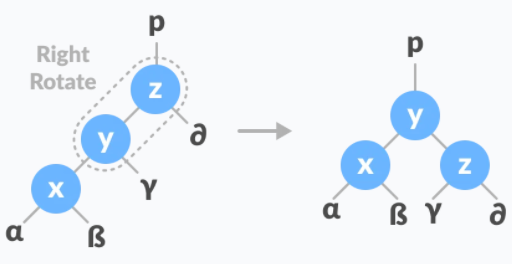 p
Right
Rotate
z
y
∂
x
γ
α
ß
p
y
x
z
α
ß
γ
∂